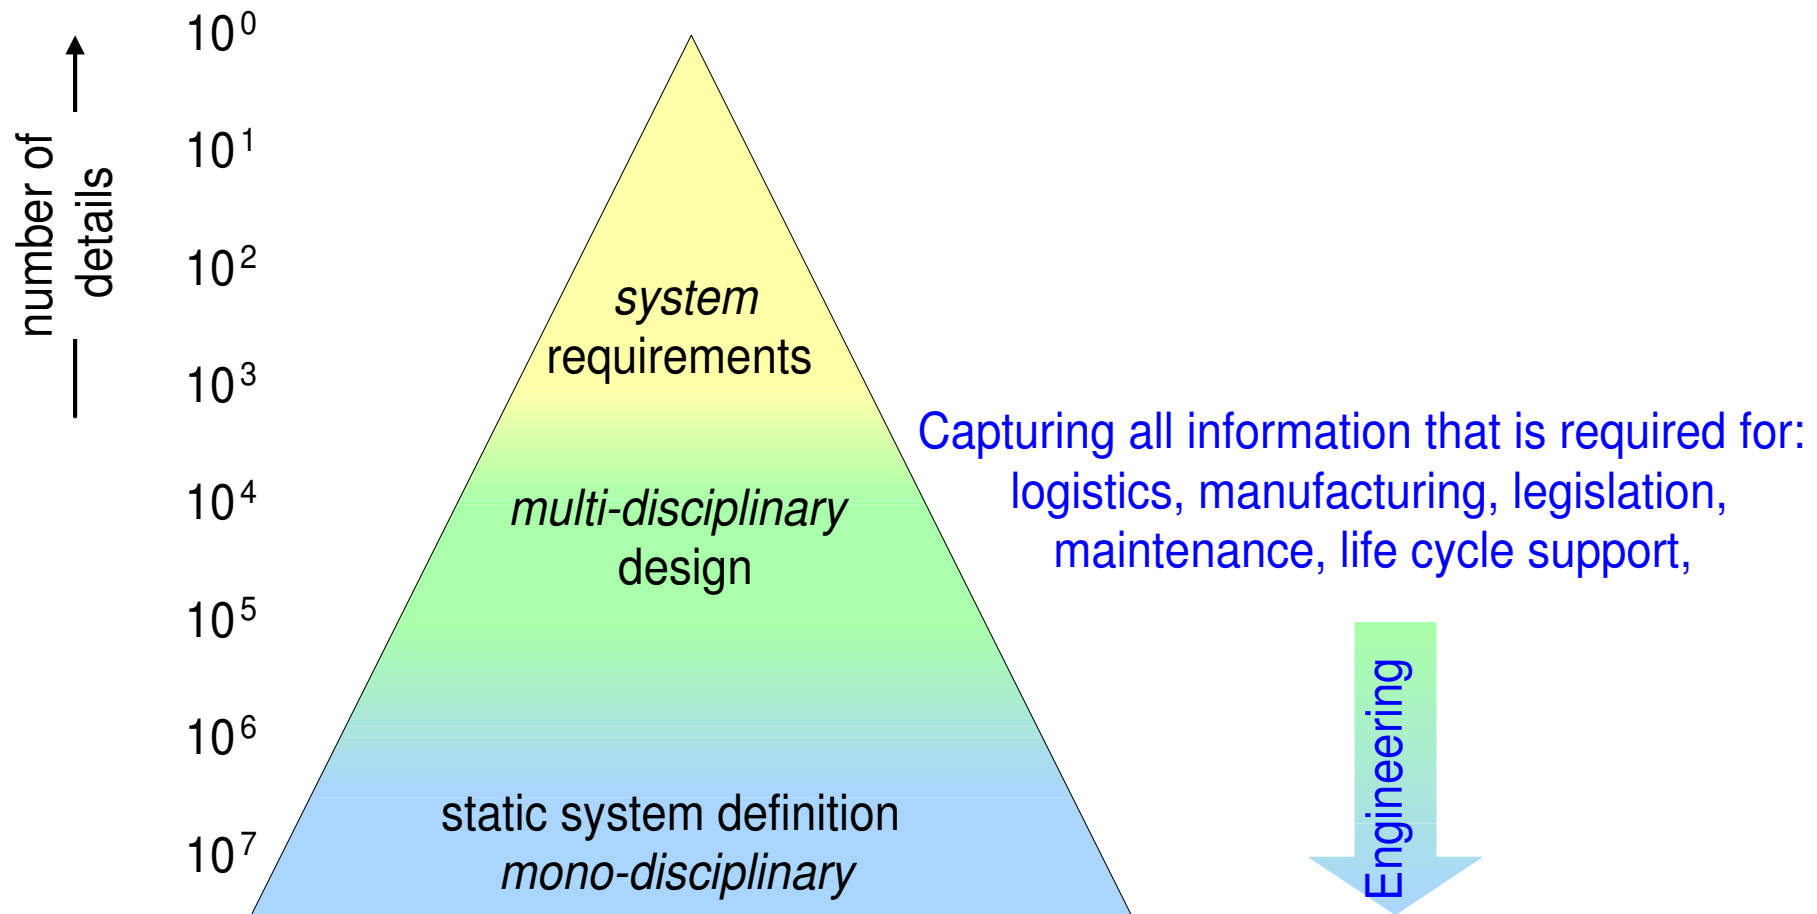 number of
details
10⁰
10¹
10²
10³
10⁴
10⁵
10⁶
10⁷
system
requirements
multi-disciplinary
design
static system definition
mono-disciplinary
Capturing all information that is required for:
logistics, manufacturing, legislation,
maintenance, life cycle support,
Engineering